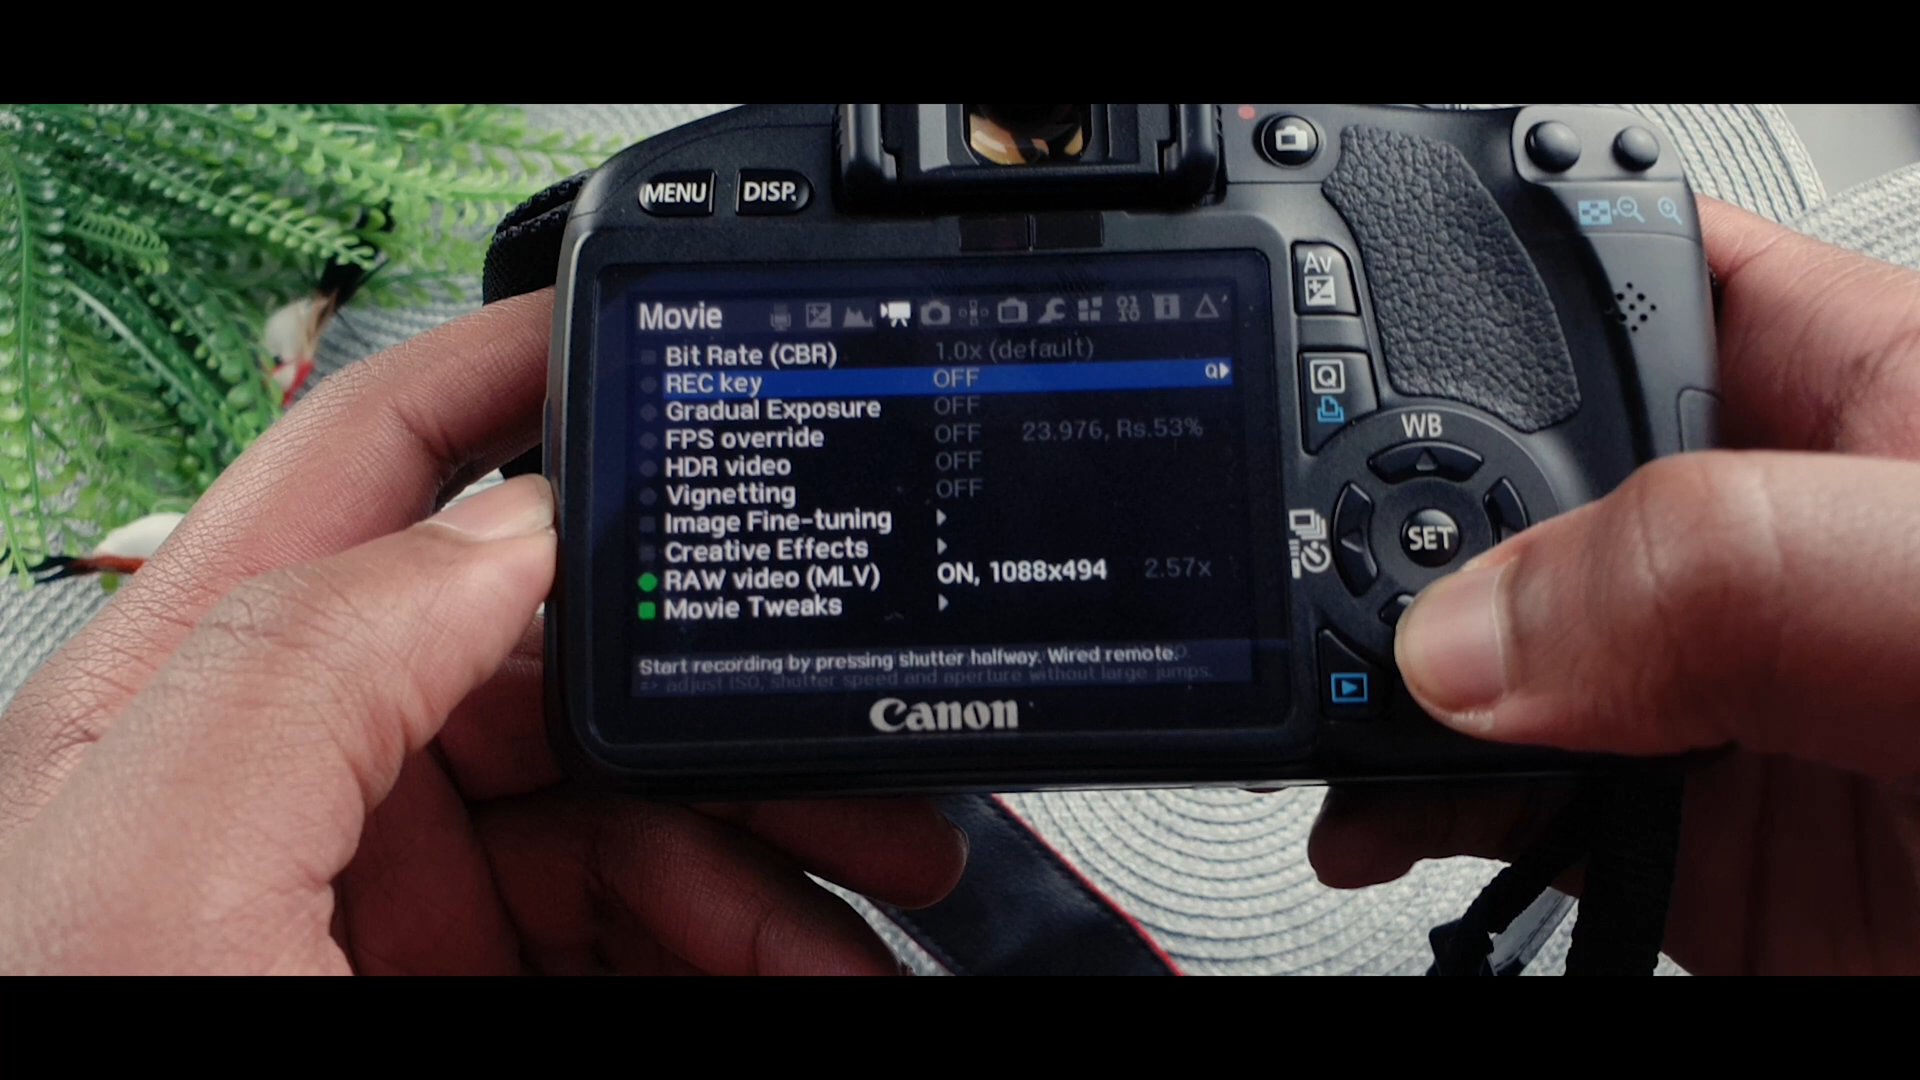 MENU DISP.
Av
Q
WB
SET
Movie
Bit Rate (CBR) 1.0x (default)
REC key OFF Q
Gradual Exposure OFF
FPS override OFF 23.976, Rs.53%
HDR video OFF
Vignetting OFF
Image Fine-tuning
Creative Effects
RAW video (MLV) ON, 1088x494 2.57x
Movie Tweaks
Start recording by pressing shutter halfway. Wired remote.
=> adjust ISO, shutter speed and aperture without large jumps.
Canon